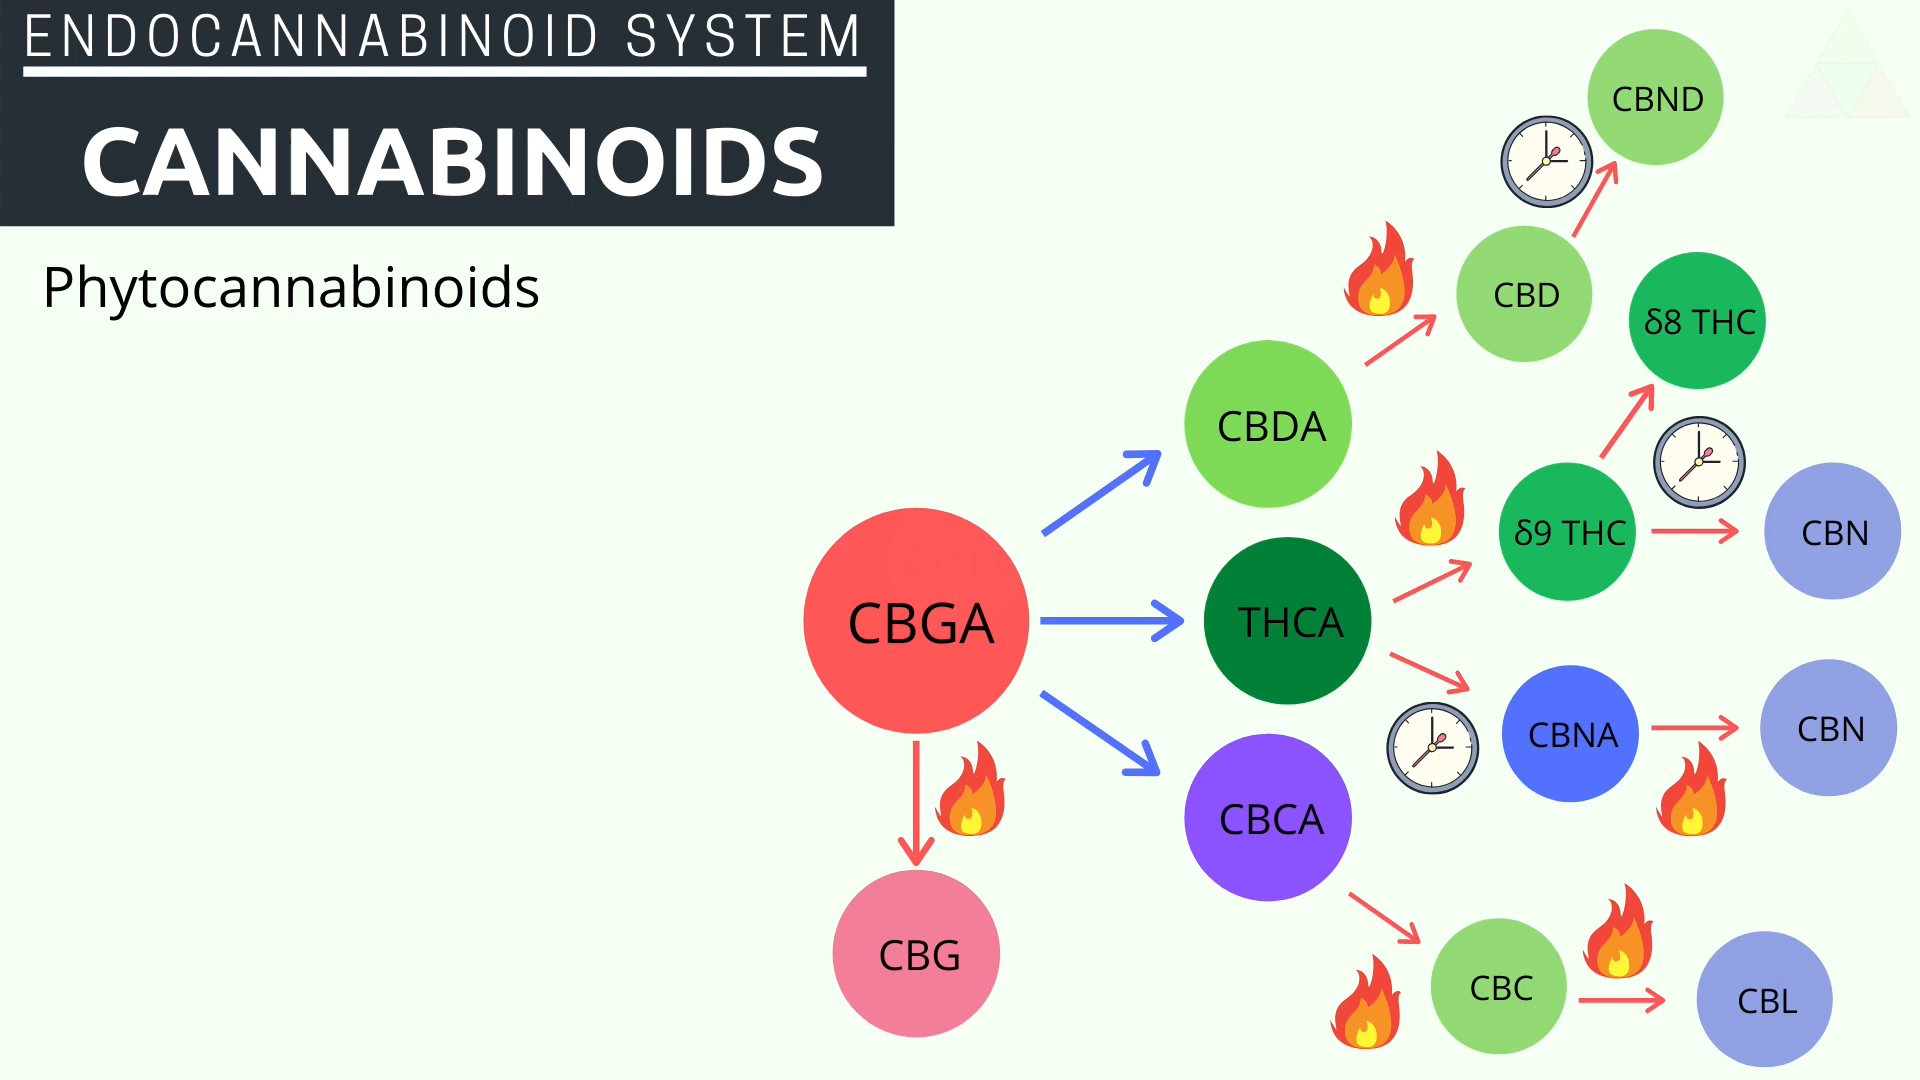 ENDOCANNABINOID SYSTEM
CANNABINOIDS
Phytocannabinoids
CBND
CBD
δ8 THC
CBDA
δ9 THC
CBN
CBGA
THCA
CBNA
CBN
CBCA
CBG
CBC
CBL